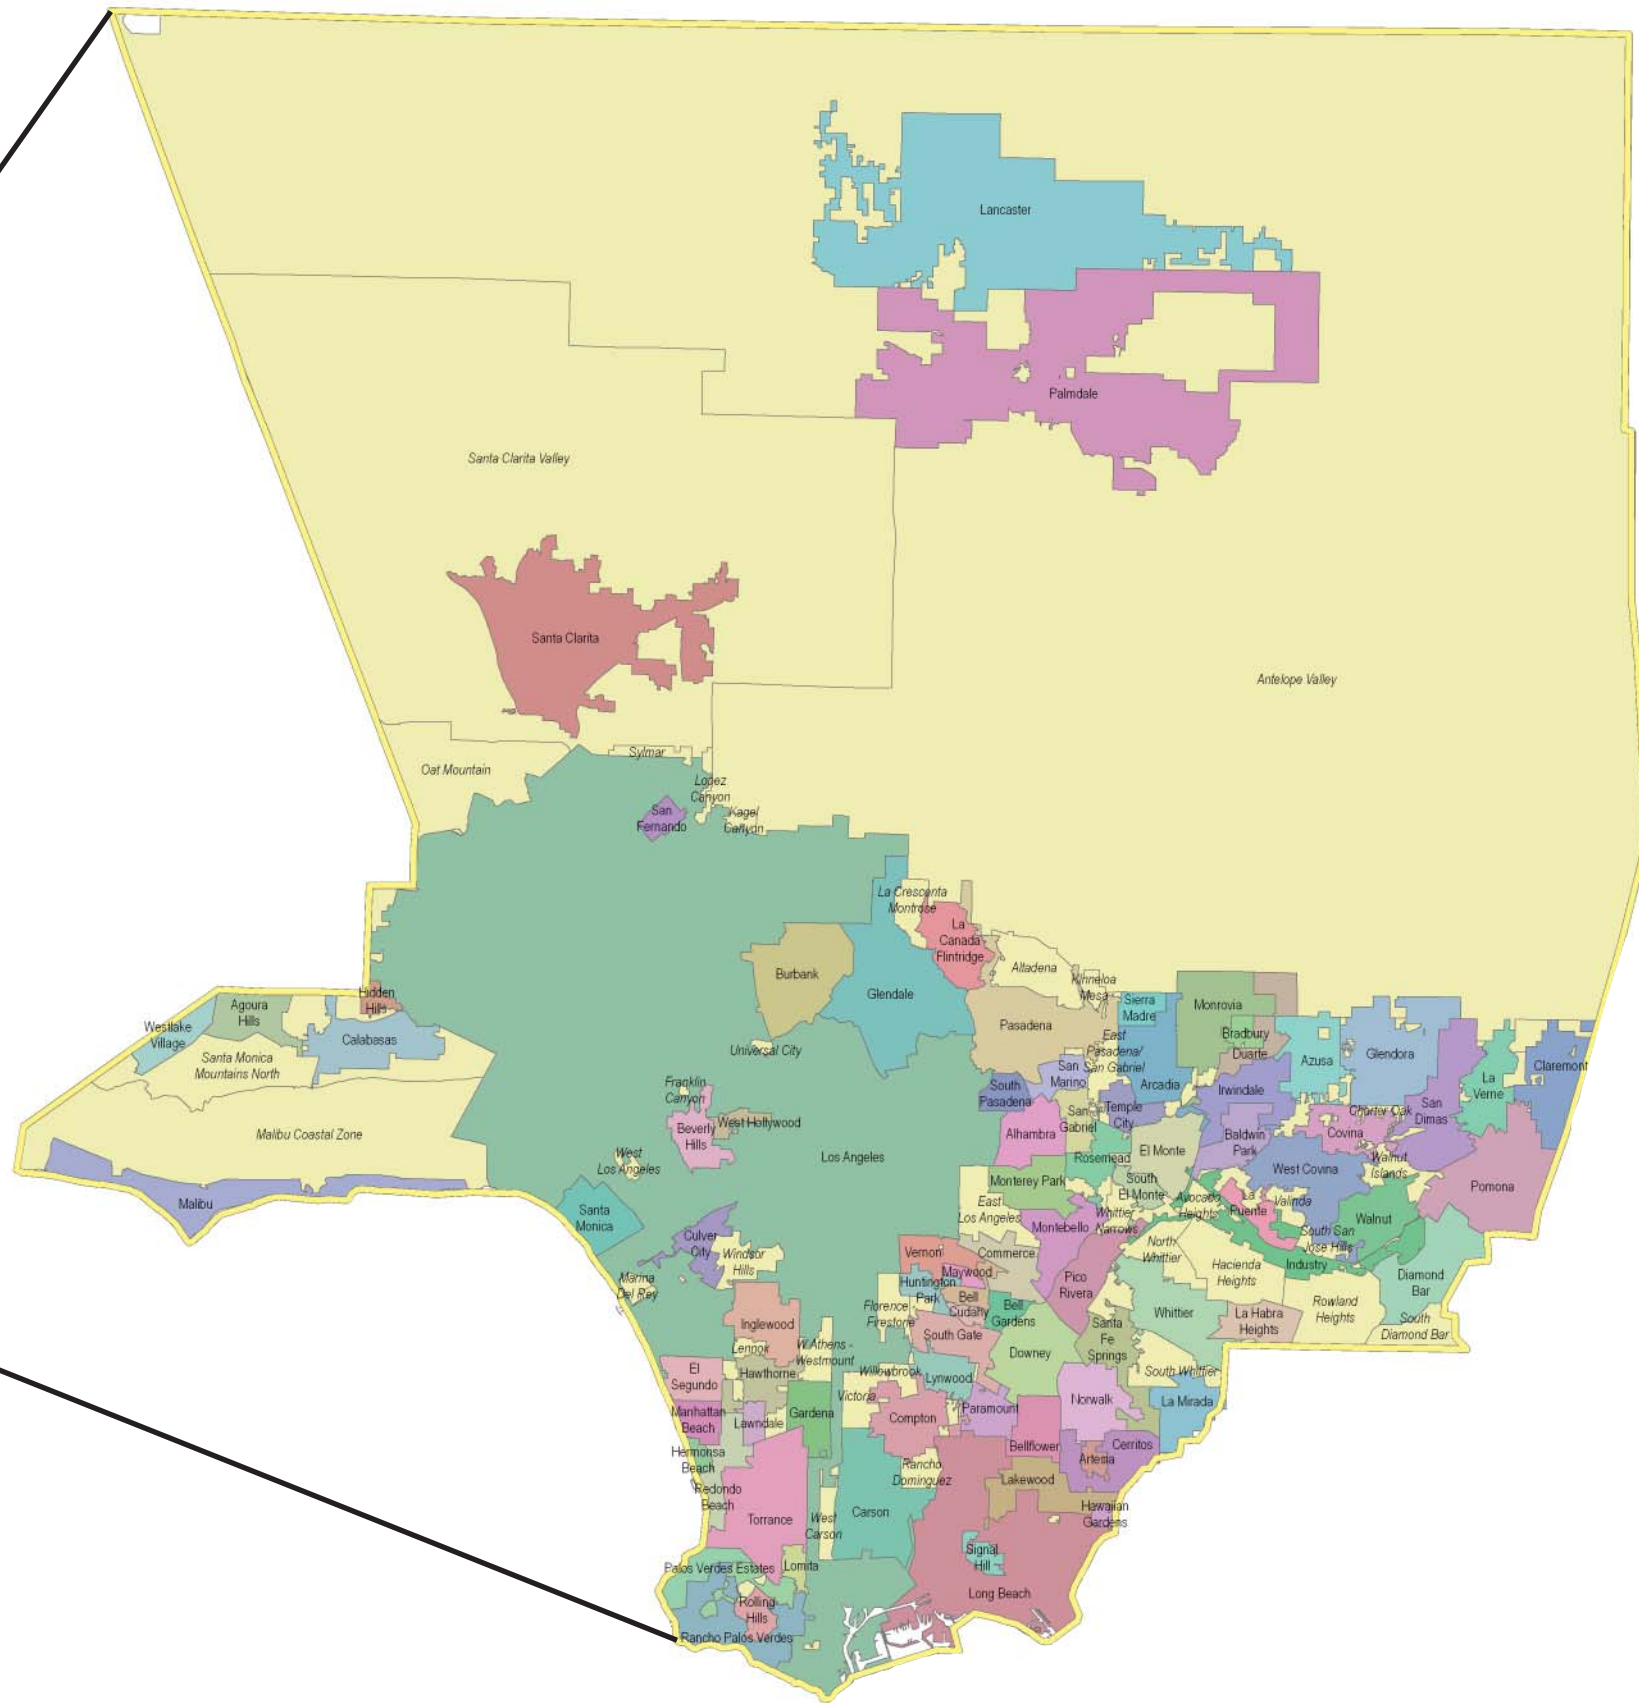 Lancaster
Palmdale
Santa Clarita Valley
Santa Clarita
Antelope Valley
Sylmar
Oat Mountain
Lopez
Canyon
San
Fernando
Kagel
Canyon
La Crescenta
Montrose
La
Canada
Flintridge
Burbank
Glendale
Altadena
Kinneloa
Mesa
Hidden
Hills
Agoura
Hills
Westlake
Village
Calabasas
Santa Monica
Mountains North
Universal City
Pasadena
Sierra
Madre
Monrovia
Bradbury
Duarte
East
Pasadena/
San Gabriel
Azusa
Glendora
Claremont
La
Verne
San
Marino
South
Pasadena
Arcadia
Irwindale
San
Dimas
Charter Oak
Covina
Franklin
Canyon
Beverly
Hills
West Hollywood
San
Gabriel
Temple
City
Alhambra
Rosemead
El Monte
Baldwin
Park
West Covina
Walnut
Islands
Pomona
Malibu Coastal Zone
Malibu
West
Los Angeles
Los Angeles
Monterey Park
South
El Monte
Avocado
Heights
La
Puente
Valinda
Walnut
Santa
Monica
East
Los Angeles
Montebello
Whittier
Narrows
South San
Jose Hills
Culver
City
Windsor
Hills
Vernon
Commerce
North
Whittier
Hacienda
Heights
Industry
Diamond
Bar
Marina
Del Rey
Maywood
Huntington
Park
Bell
Cudahy
Bell
Gardens
Pico
Rivera
Whittier
La Habra
Heights
Rowland
Heights
South
Diamond Bar
Florence -
Firestone
Inglewood
South Gate
Downey
Santa
Fe
Springs
Lennox
W Athens -
Westmount
South Whittier
El
Segundo
Hawthorne
Willowbrook
Lynwood
Victoria
Norwalk
La Mirada
Manhattan
Beach
Lawndale
Gardena
Compton
Paramount
Bellflower
Cerritos
Artesia
Hermonsa
Beach
Rancho
Dominguez
Lakewood
Redondo
Beach
Torrance
West
Carson
Carson
Hawaiian
Gardens
Signal
Hill
Long Beach
Palos Verdes Estates
Lomita
Rolling
Hills
Rancho Palos Verdes